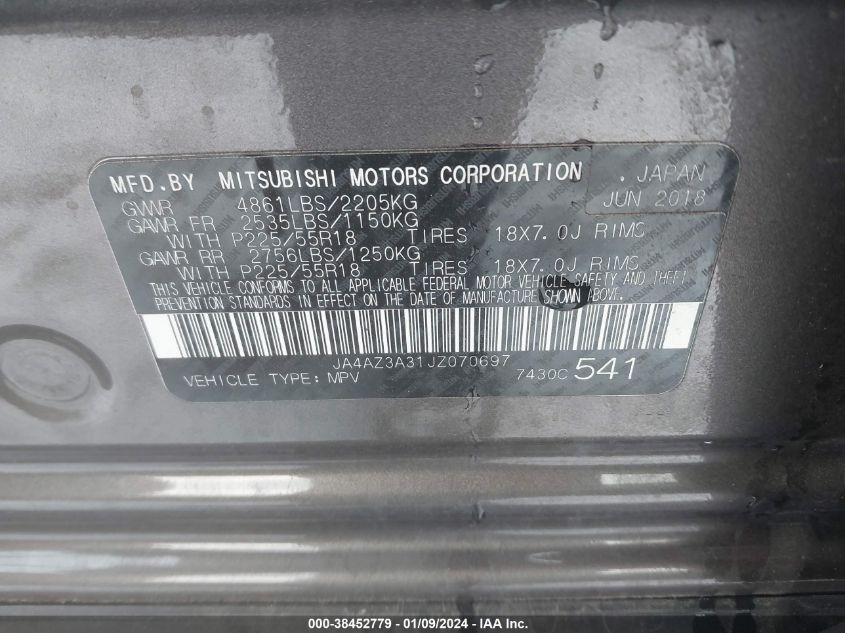 MFD.BY MITSUBISHI MOTORS CORPORATION . JAPAN
GVWR 4861LBS/2205KG JUN 2018
GAWR FR 2535LBS/1150KG
WITH P225/55R18 TIRES 18X7.0J RIMS
GAWR RR 2756LBS/1250KG
WITH P225/55R18 TIRES 18X7.0J RIMS
THIS VEHICLE CONFORMS TO ALL APPLICABLE FEDERAL MOTOR VEHICLE SAFETY AND THEFT
PREVENTION STANDARDS IN EFFECT ON THE DATE OF MANUFACTURE SHOWN ABOVE.
JA4AZ3A31JZ070697
VEHICLE TYPE: MPV 7430C 541
000-38452779 - 01/09/2024 - IAA Inc.